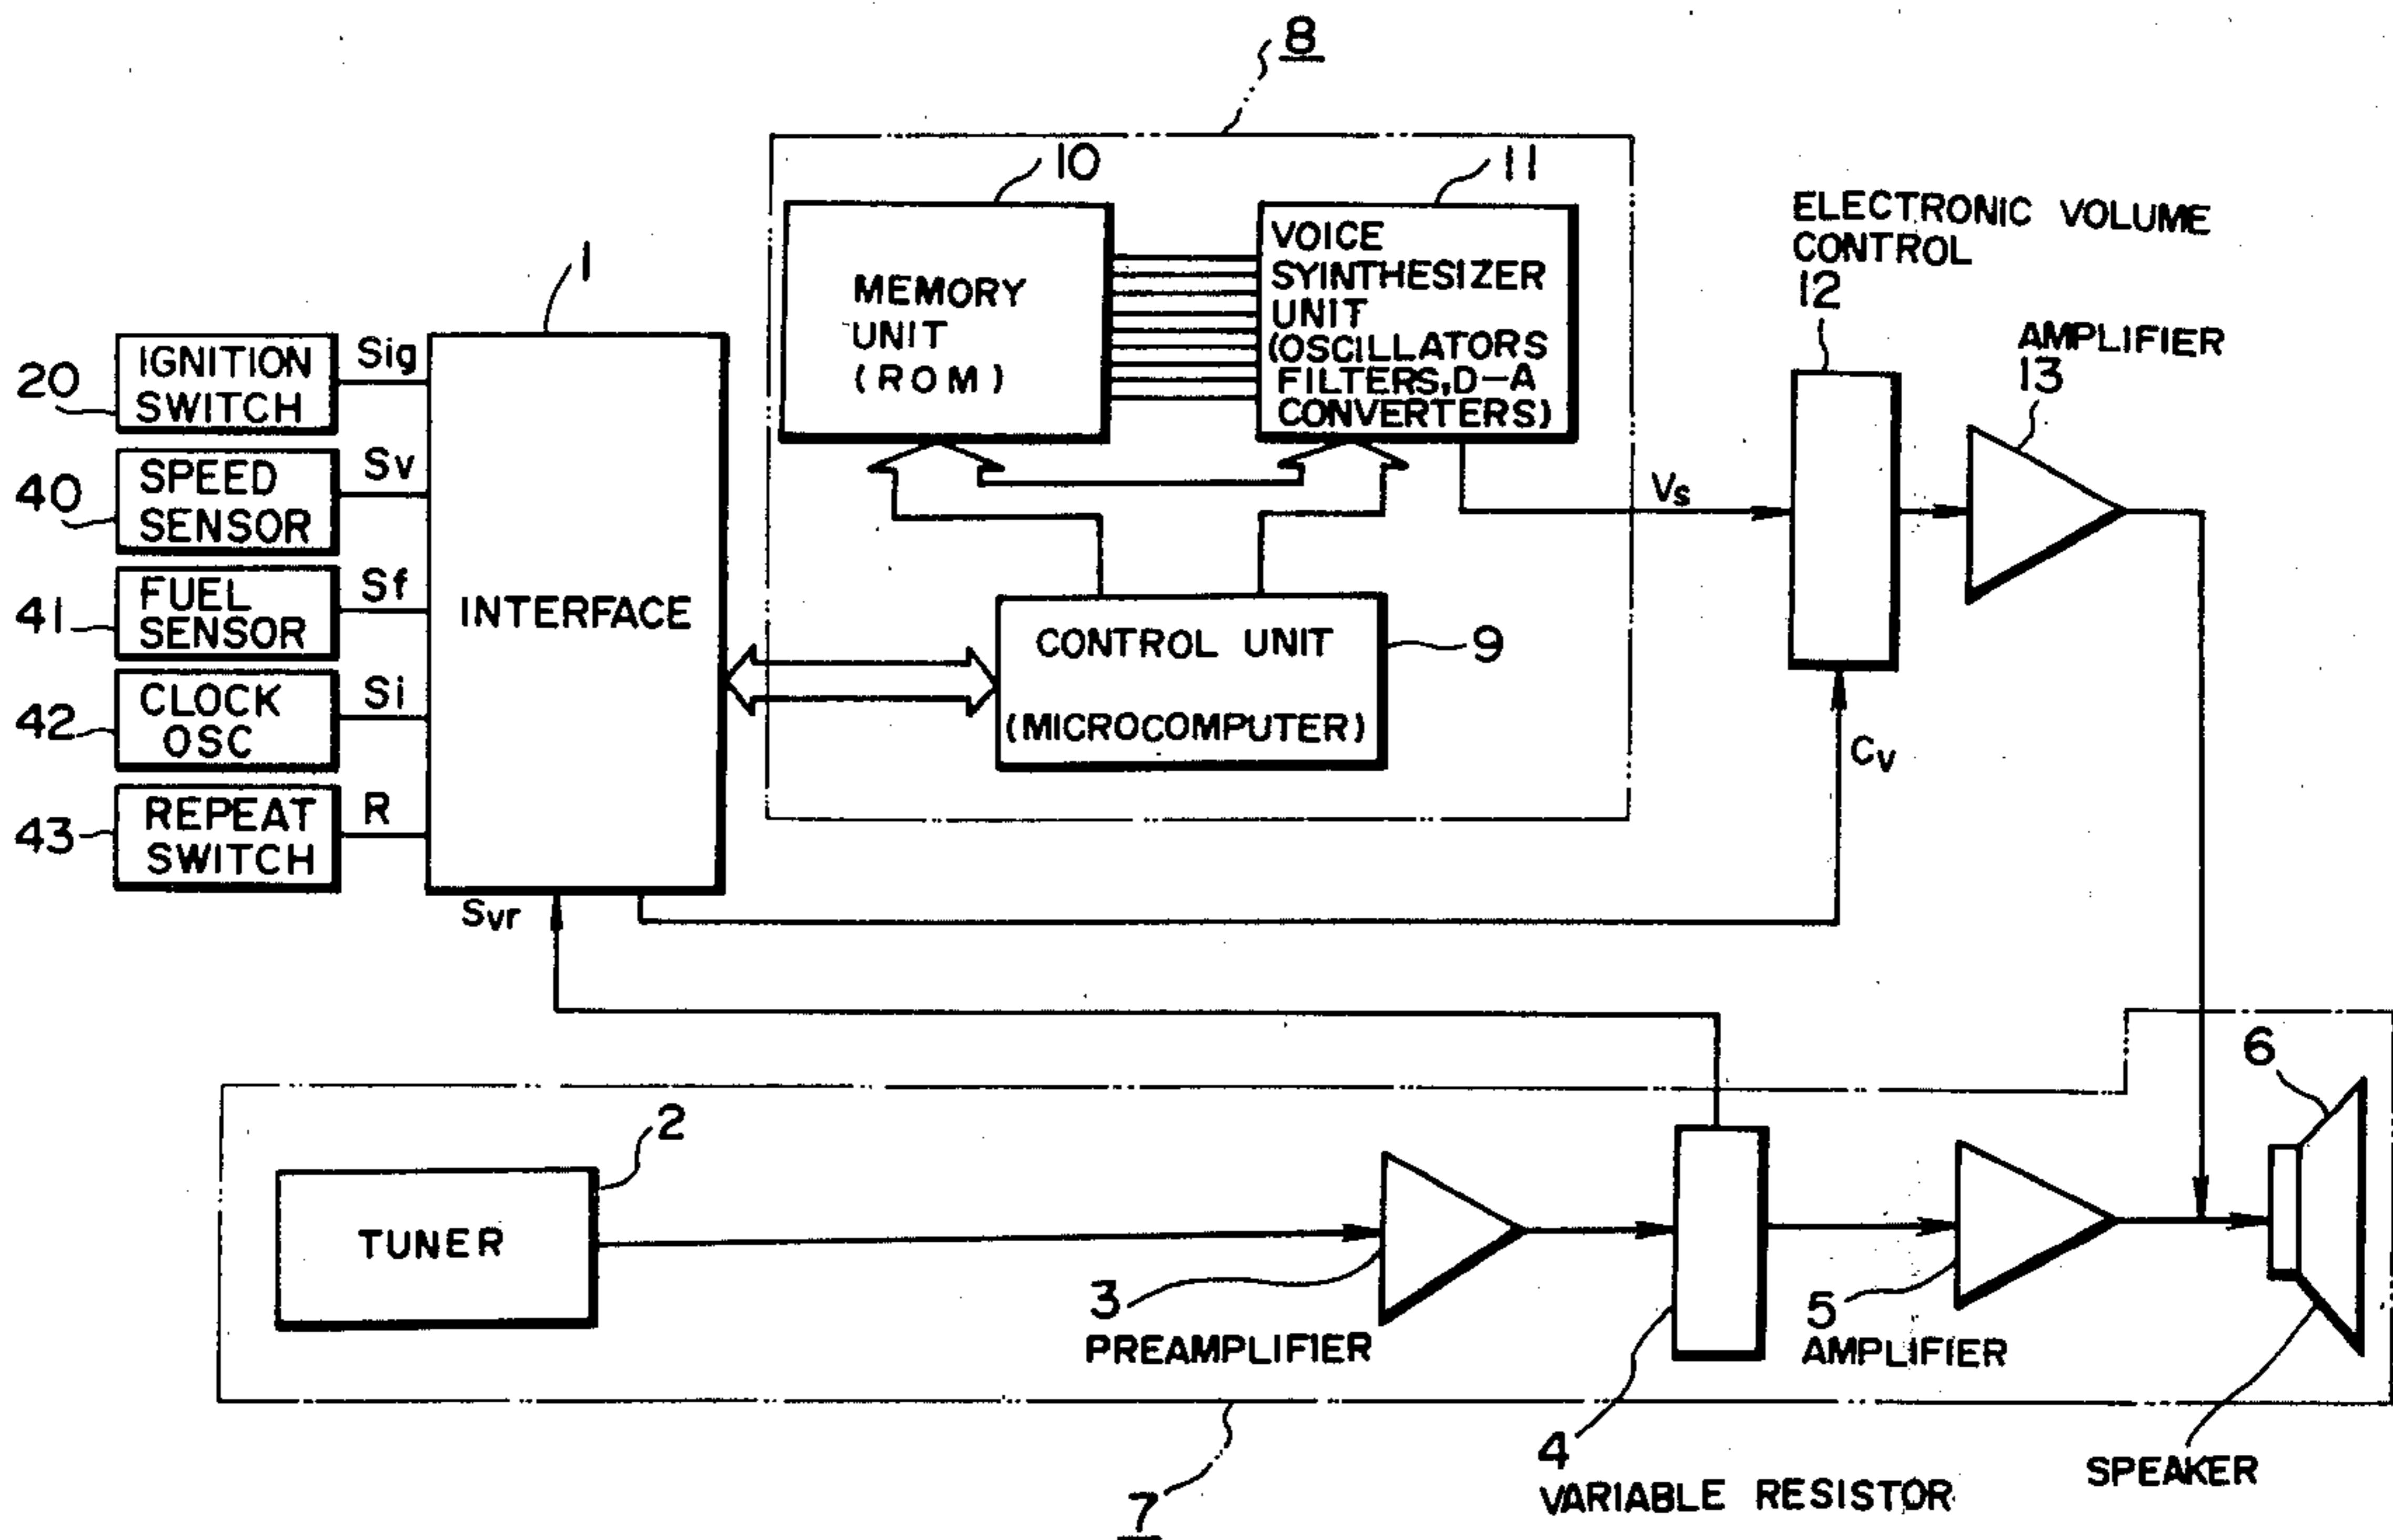 8
10
11
MEMORY
UNIT
(ROM)
VOICE
SYINTHESIZER
UNIT
(OSCILLATORS
FILTERS,D-A
CONVERTERS)
ELECTRONIC VOLUME
CONTROL
12
AMPLIFIER
13
1
20
IGNITION
SWITCH
Sig
40
SPEED
SENSOR
Sv
41
FUEL
SENSOR
Sf
42
CLOCK
OSC
Si
43
REPEAT
SWITCH
R
INTERFACE
CONTROL UNIT
(MICROCOMPUTER)
9
Vs
Cv
Svr
2
TUNER
3
PREAMPLIFIER
4
VARIABLE RESISTOR
5
AMPLIFIER
6
SPEAKER
7